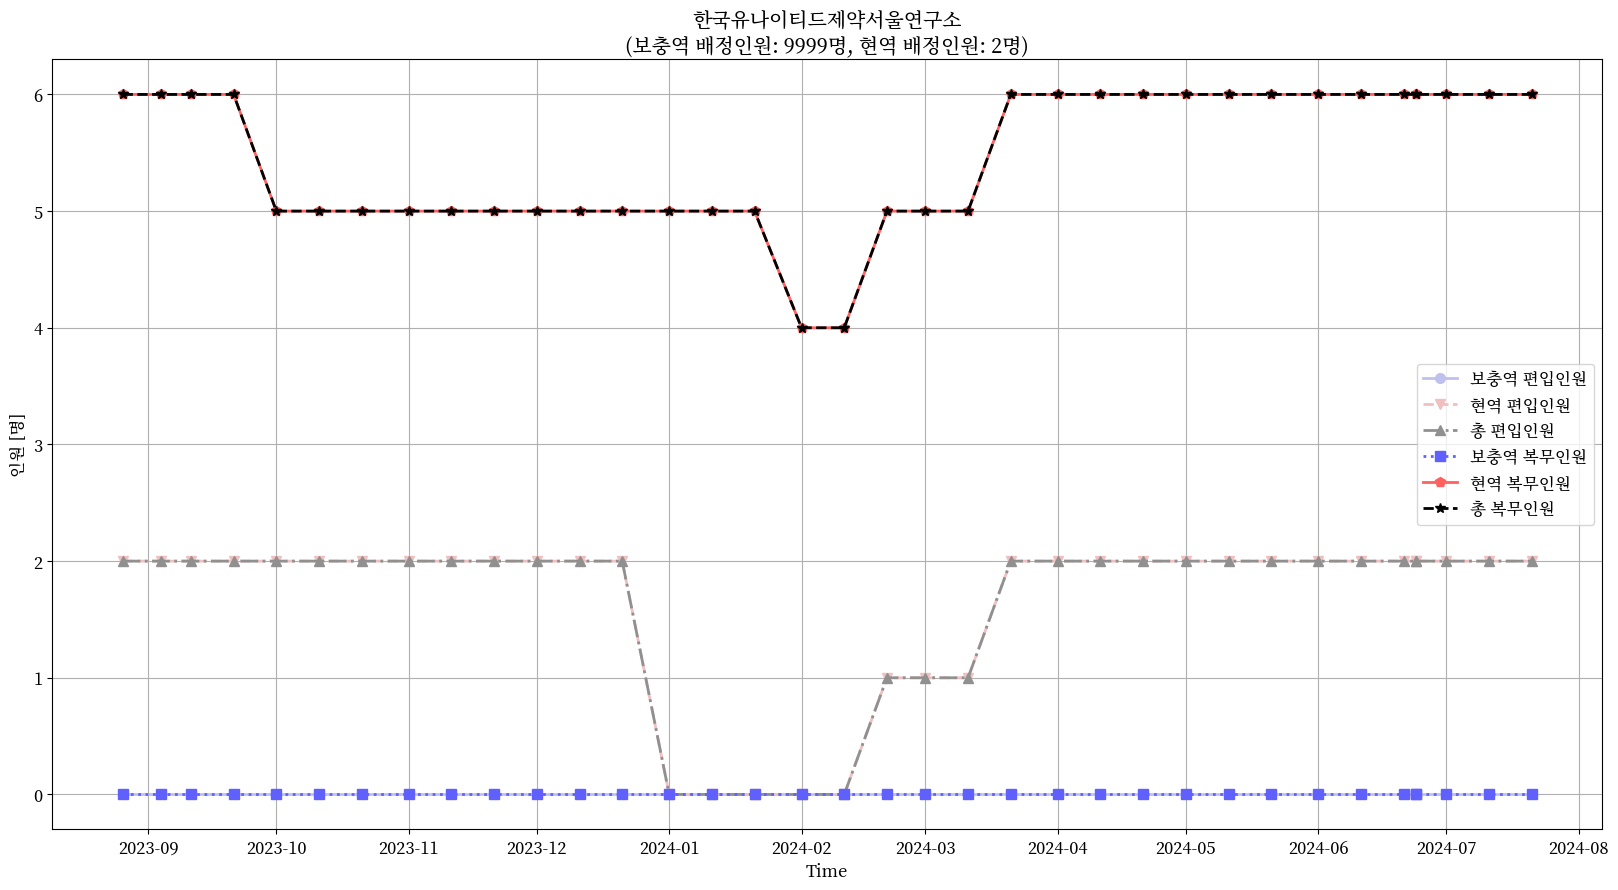 한국유나이티드제약서울연구소
(보충역 배정인원: 9999명, 현역 배정인원: 2명)
인원 [명]
6
5
4
3
2
1
0
보충역 편입인원
현역 편입인원
총 편입인원
보충역 복무인원
현역 복무인원
총 복무인원
2023-09 2023-10 2023-11 2023-12 2024-01 2024-02 2024-03 2024-04 2024-05 2024-06 2024-07 2024-08
Time